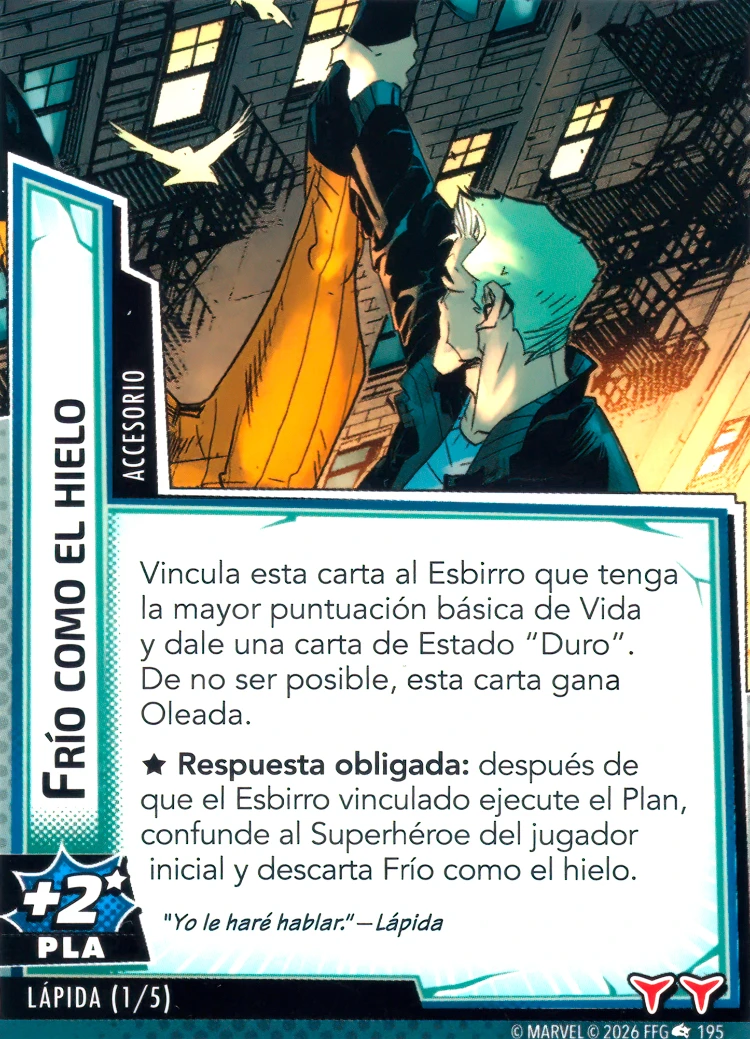 FRÍO COMO EL HIELO
ACCESORIO
Vincula esta carta al Esbirro que tenga
la mayor puntuación básica de Vida
y dale una carta de Estado "Duro".
De no ser posible, esta carta gana
Oleada.
★ Respuesta obligada: después de
que el Esbirro vinculado ejecute el Plan,
confunde al Superhéroe del jugador
inicial y descarta Frío como el hielo.
"Yo le haré hablar."—Lápida
+2★
PLA
LÁPIDA (1/5)
© MARVEL © 2026 FFG 195